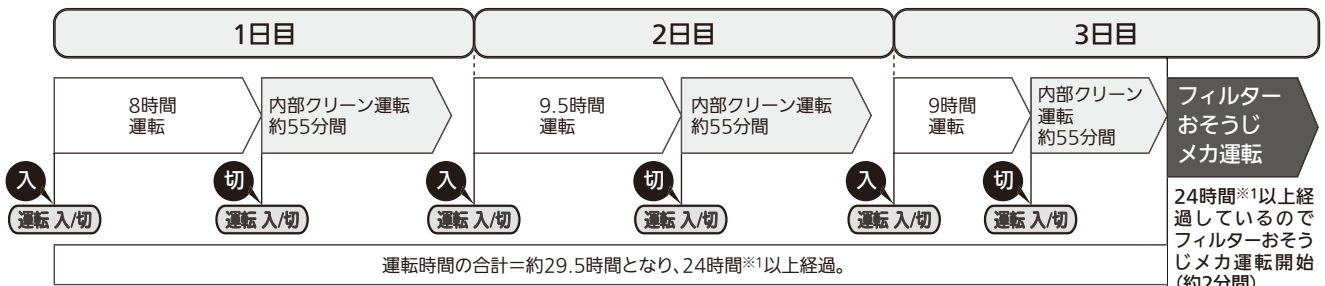 1日目
2日目
3日目
8時間
運転
内部クリーン運転
約55分間
9.5時間
運転
内部クリーン運転
約55分間
9時間
運転
内部クリーン
運転
約55分間
フィルター
おそうじ
メカ運転
入
切
入
切
入
切
運転 入/切
運転 入/切
運転 入/切
運転 入/切
運転 入/切
運転 入/切
24時間※1以上経
過しているので
フィルターおそう
じメカ運転開始
(約2分間)
運転時間の合計=約29.5時間となり、24時間※1以上経過。